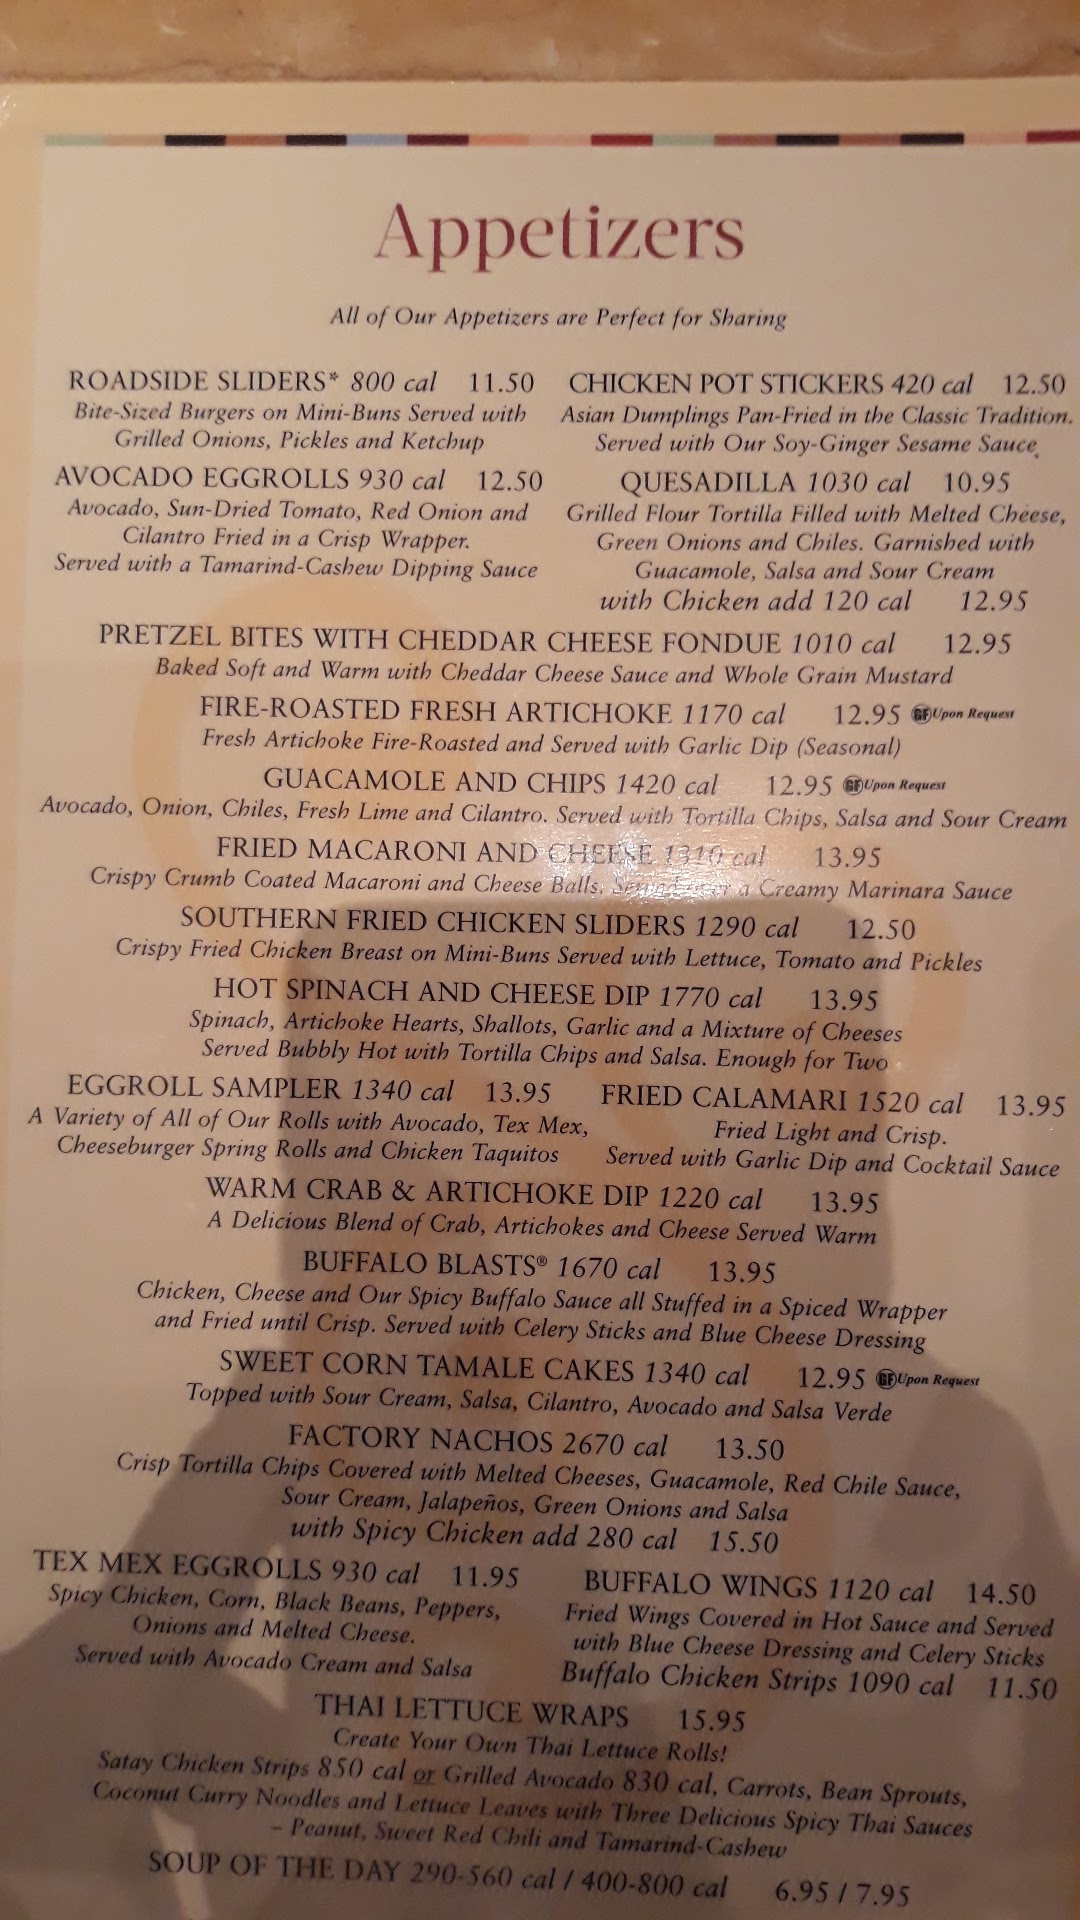 Appetizers
All of Our Appetizers are Perfect for Sharing
ROADSIDE SLIDERS* 800 cal 11.50
Bite-Sized Burgers on Mini-Buns Served with
Grilled Onions, Pickles and Ketchup
CHICKEN POT STICKERS 420 cal 12.50
Asian Dumplings Pan-Fried in the Classic Tradition.
Served with Our Soy-Ginger Sesame Sauce
AVOCADO EGGROLLS 930 cal 12.50
Avocado, Sun-Dried Tomato, Red Onion and
Cilantro Fried in a Crisp Wrapper.
Served with a Tamarind-Cashew Dipping Sauce
QUESADILLA 1030 cal 10.95
Grilled Flour Tortilla Filled with Melted Cheese,
Green Onions and Chiles. Garnished with
Guacamole, Salsa and Sour Cream
with Chicken add 120 cal 12.95
PRETZEL BITES WITH CHEDDAR CHEESE FONDUE 1010 cal 12.95
Baked Soft and Warm with Cheddar Cheese Sauce and Whole Grain Mustard
FIRE-ROASTED FRESH ARTICHOKE 1170 cal 12.95 GF Upon Request
Fresh Artichoke Fire-Roasted and Served with Garlic Dip (Seasonal)
GUACAMOLE AND CHIPS 1420 cal 12.95 GF Upon Request
Avocado, Onion, Chiles, Fresh Lime and Cilantro. Served with Tortilla Chips, Salsa and Sour Cream
FRIED MACARONI AND CHEESE 1310 cal 13.95
Crispy Crumb Coated Macaroni and Cheese Balls. Served over a Creamy Marinara Sauce
SOUTHERN FRIED CHICKEN SLIDERS 1290 cal 12.50
Crispy Fried Chicken Breast on Mini-Buns Served with Lettuce, Tomato and Pickles
HOT SPINACH AND CHEESE DIP 1770 cal 13.95
Spinach, Artichoke Hearts, Shallots, Garlic and a Mixture of Cheeses
Served Bubbly Hot with Tortilla Chips and Salsa. Enough for Two
EGGROLL SAMPLER 1340 cal 13.95
A Variety of All of Our Rolls with Avocado, Tex Mex,
Cheeseburger Spring Rolls and Chicken Taquitos
FRIED CALAMARI 1520 cal 13.95
Fried Light and Crisp.
Served with Garlic Dip and Cocktail Sauce
WARM CRAB & ARTICHOKE DIP 1220 cal 13.95
A Delicious Blend of Crab, Artichokes and Cheese Served Warm
BUFFALO BLASTS® 1670 cal 13.95
Chicken, Cheese and Our Spicy Buffalo Sauce all Stuffed in a Spiced Wrapper
and Fried until Crisp. Served with Celery Sticks and Blue Cheese Dressing
SWEET CORN TAMALE CAKES 1340 cal 12.95 GF Upon Request
Topped with Sour Cream, Salsa, Cilantro, Avocado and Salsa Verde
FACTORY NACHOS 2670 cal 13.50
Crisp Tortilla Chips Covered with Melted Cheeses, Guacamole, Red Chile Sauce,
Sour Cream, Jalapeños, Green Onions and Salsa
with Spicy Chicken add 280 cal 15.50
TEX MEX EGGROLLS 930 cal 11.95
Spicy Chicken, Corn, Black Beans, Peppers,
Onions and Melted Cheese.
Served with Avocado Cream and Salsa
BUFFALO WINGS 1120 cal 14.50
Fried Wings Covered in Hot Sauce and Served
with Blue Cheese Dressing and Celery Sticks
Buffalo Chicken Strips 1090 cal 11.50
THAI LETTUCE WRAPS 15.95
Create Your Own Thai Lettuce Rolls!
Satay Chicken Strips 850 cal or Grilled Avocado 830 cal, Carrots, Bean Sprouts,
Coconut Curry Noodles and Lettuce Leaves with Three Delicious Spicy Thai Sauces
– Peanut, Sweet Red Chili and Tamarind-Cashew
SOUP OF THE DAY 290-560 cal / 400-800 cal 6.95 / 7.95